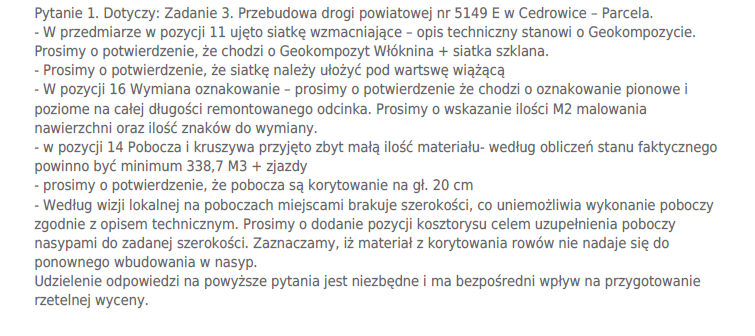 Pytanie 1. Dotyczy: Zadanie 3. Przebudowa drogi powiatowej nr 5149 E w Cedrowice – Parcela.
- W przedmiarze w pozycji 11 ujęto siatkę wzmacniające – opis techniczny stanowi o Geokompozycie.
Prosimy o potwierdzenie, że chodzi o Geokompozyt Włóknina + siatka szklana.
- Prosimy o potwierdzenie, że siatkę należy ułożyć pod wartswę wiążącą
- W pozycji 16 Wymiana oznakowanie – prosimy o potwierdzenie że chodzi o oznakowanie pionowe i
poziome na całej długości remontowanego odcinka. Prosimy o wskazanie ilości M2 malowania
nawierzchni oraz ilość znaków do wymiany.
- w pozycji 14 Pobocza i kruszywa przyjęto zbyt małą ilość materiału- według obliczeń stanu faktycznego
powinno być minimum 338,7 M3 + zjazdy
- prosimy o potwierdzenie, że pobocza są korytowanie na gł. 20 cm
- Według wizji lokalnej na poboczach miejscami brakuje szerokości, co uniemożliwia wykonanie poboczy
zgodnie z opisem technicznym. Prosimy o dodanie pozycji kosztorysu celem uzupełnienia poboczy
nasypami do zadanej szerokości. Zaznaczamy, iż materiał z korytowania rowów nie nadaje się do
ponownego wbudowania w nasyp.
Udzielenie odpowiedzi na powyższe pytania jest niezbędne i ma bezpośredni wpływ na przygotowanie
rzetelnej wyceny.